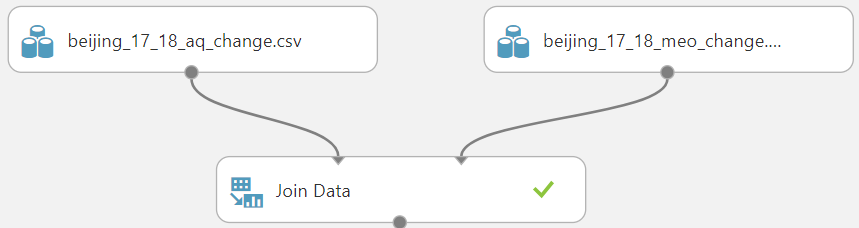 beijing_17_18_aq_change.csv
beijing_17_18_meo_change....
Join Data